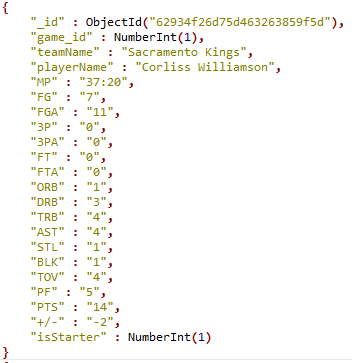 {
"_id" : ObjectId("62934f26d75d463263859f5d"),
"game_id" : NumberInt(1),
"teamName" : "Sacramento Kings",
"playerName" : "Corliss Williamson",
"MP" : "37:20",
"FG" : "7",
"FGA" : "11",
"3P" : "0",
"3PA" : "0",
"FT" : "0",
"FTA" : "0",
"ORB" : "1",
"DRB" : "3",
"TRB" : "4",
"AST" : "4",
"STL" : "1",
"BLK" : "1",
"TOV" : "4",
"PF" : "5",
"PTS" : "14",
"+/-" : "-2",
"isStarter" : NumberInt(1)
}